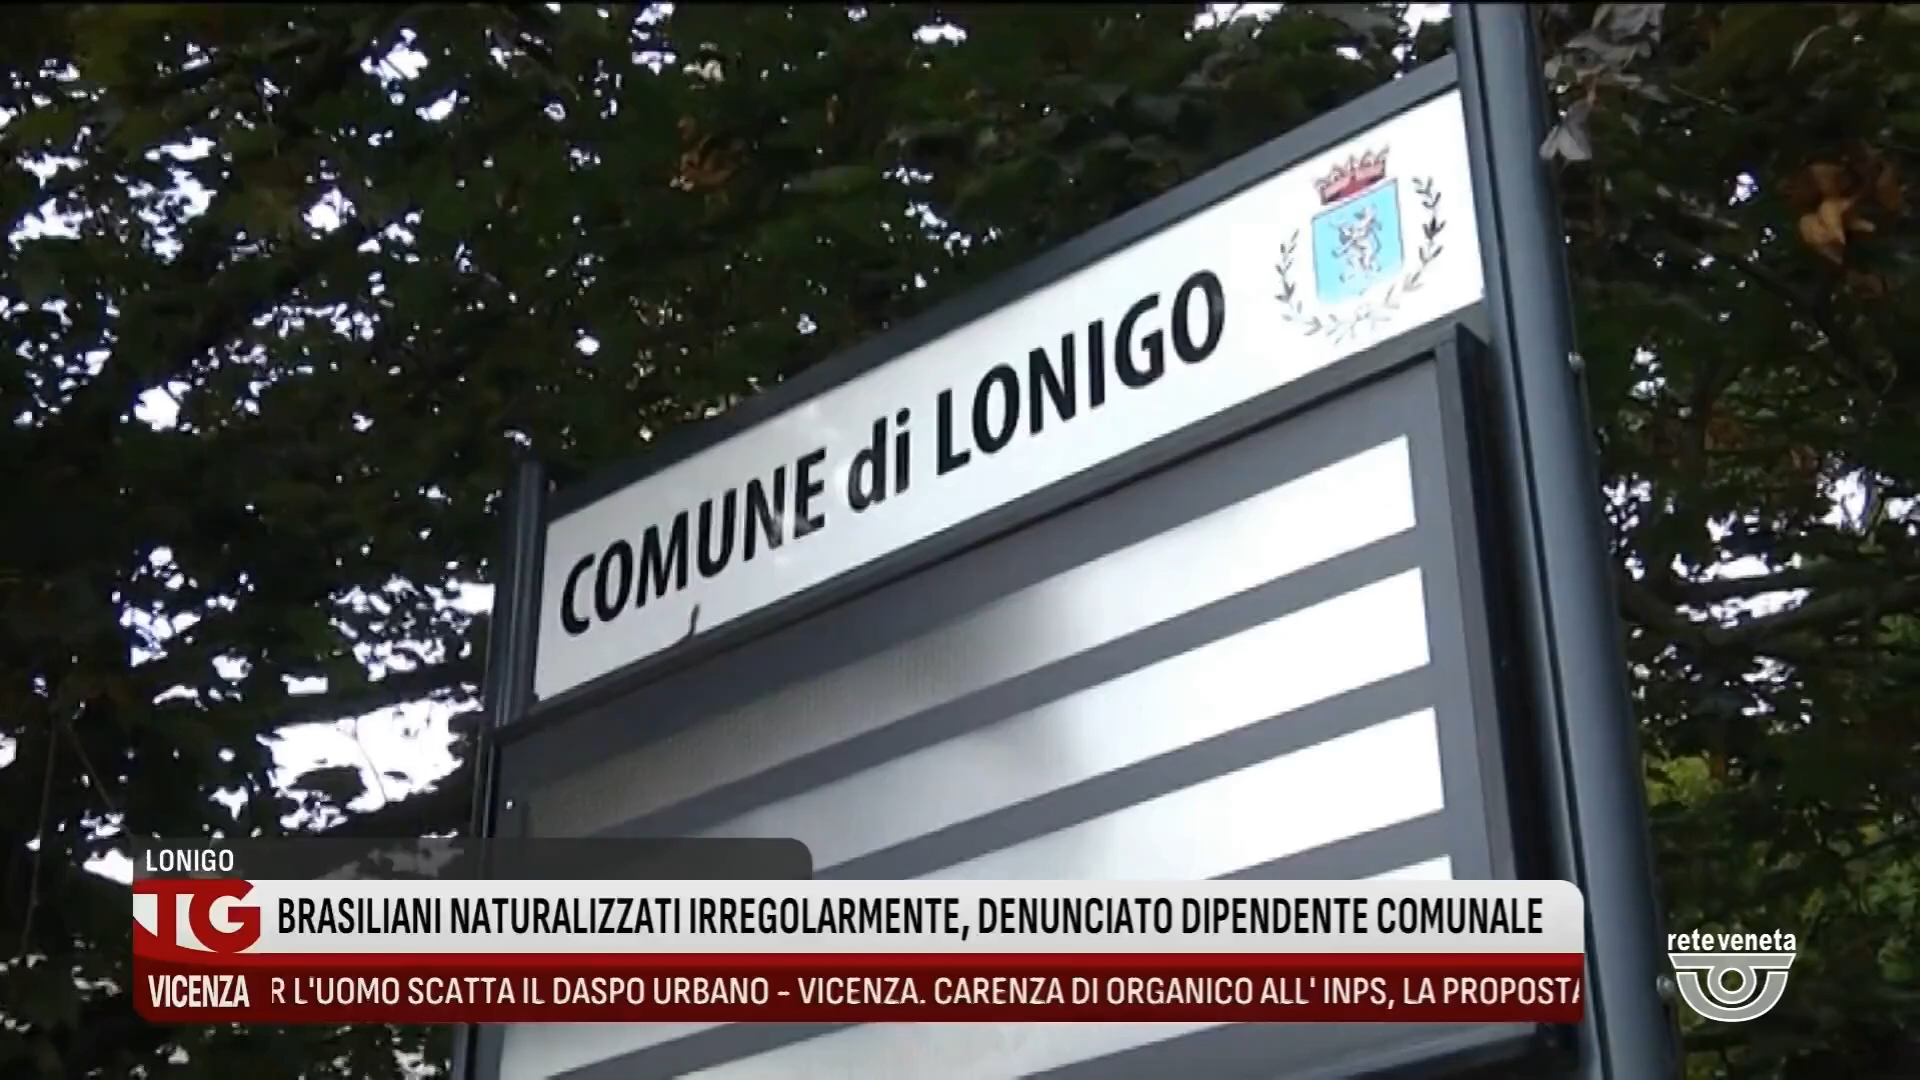 COMUNE di LONIGO
LONIGO
TG BRASILIANI NATURALIZZATI IRREGOLARMENTE, DENUNCIATO DIPENDENTE COMUNALE
rete veneta
VICENZA R L'UOMO SCATTA IL DASPO URBANO - VICENZA. CARENZA DI ORGANICO ALL' INPS, LA PROPOSTA